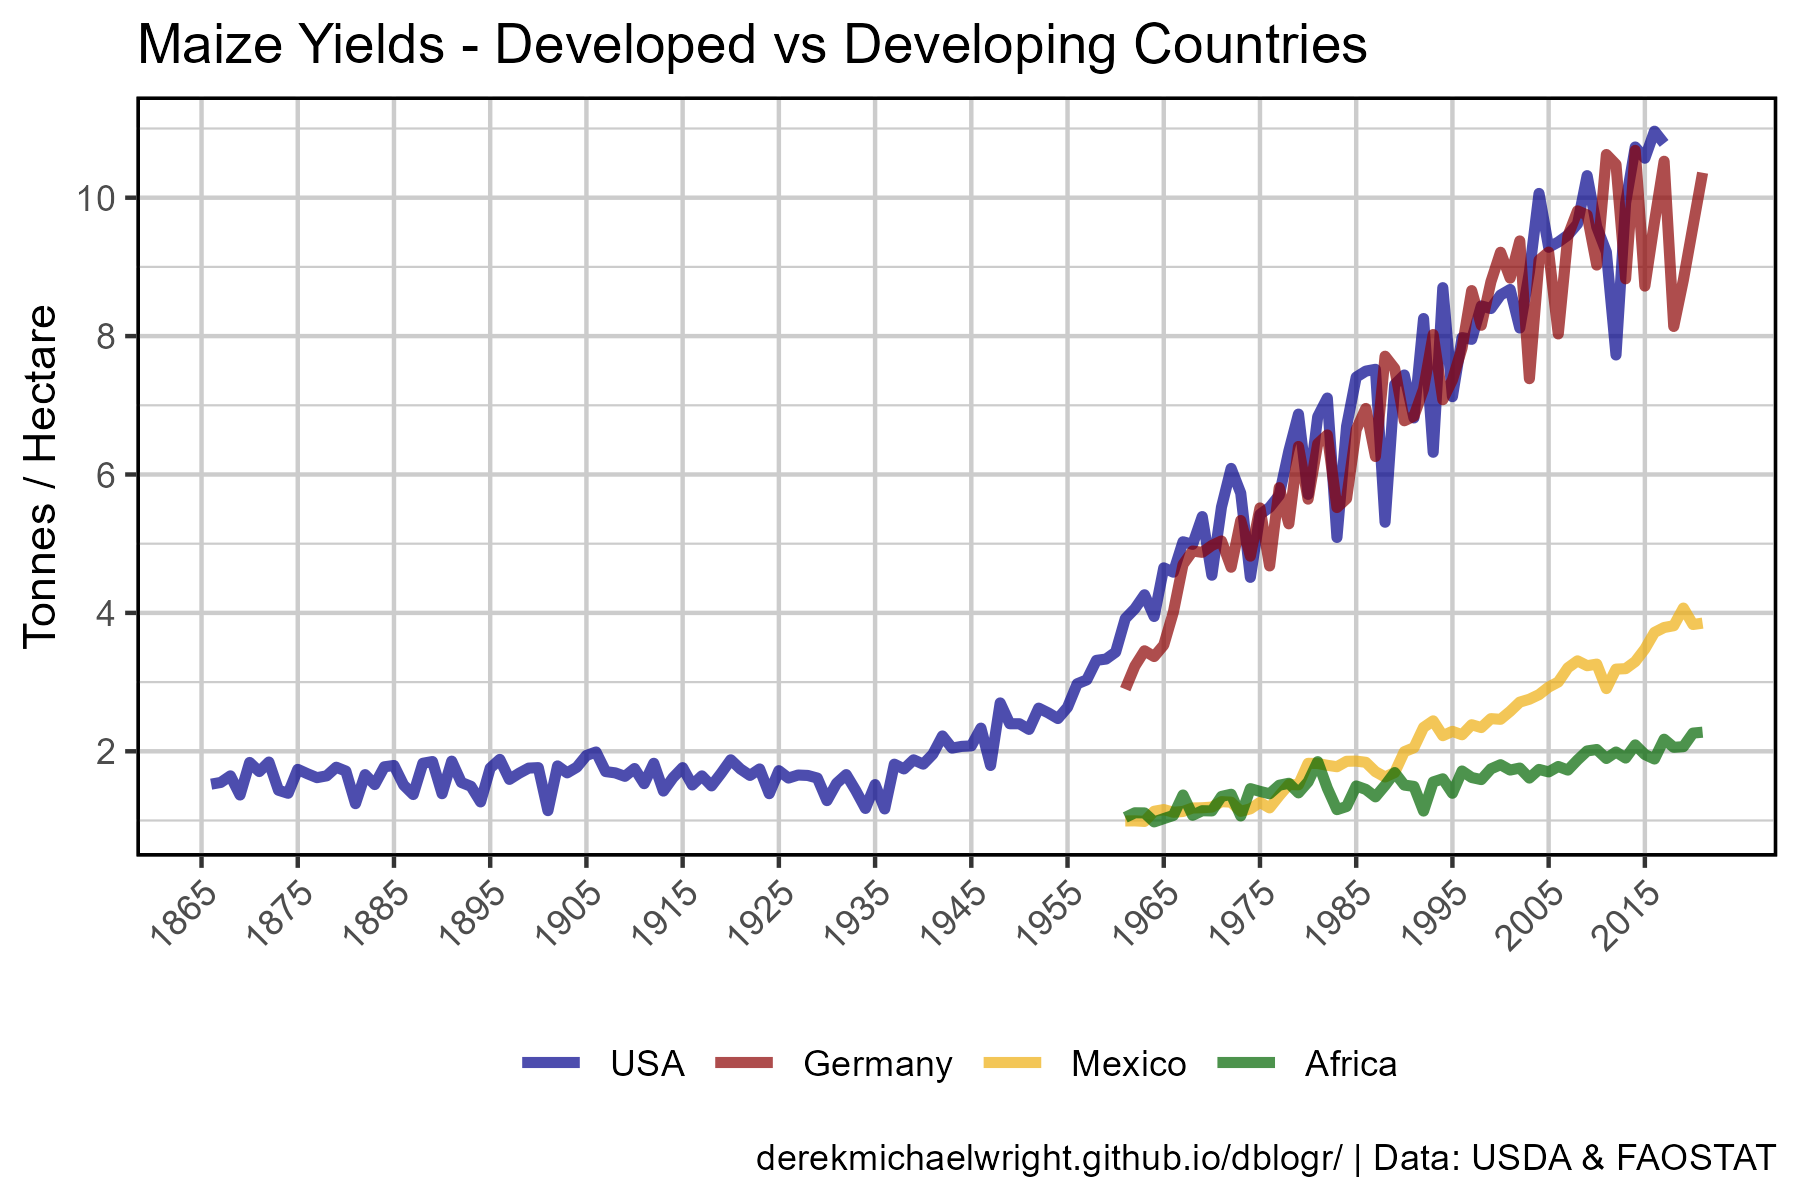 Maize Yields - Developed vs Developing Countries
Tonnes / Hectare
10
8
6
4
2
1865 1875 1885 1895 1905 1915 1925 1935 1945 1955 1965 1975 1985 1995 2005 2015
USA Germany Mexico Africa
derekmichaelwright.github.io/dblogr/ | Data: USDA & FAOSTAT